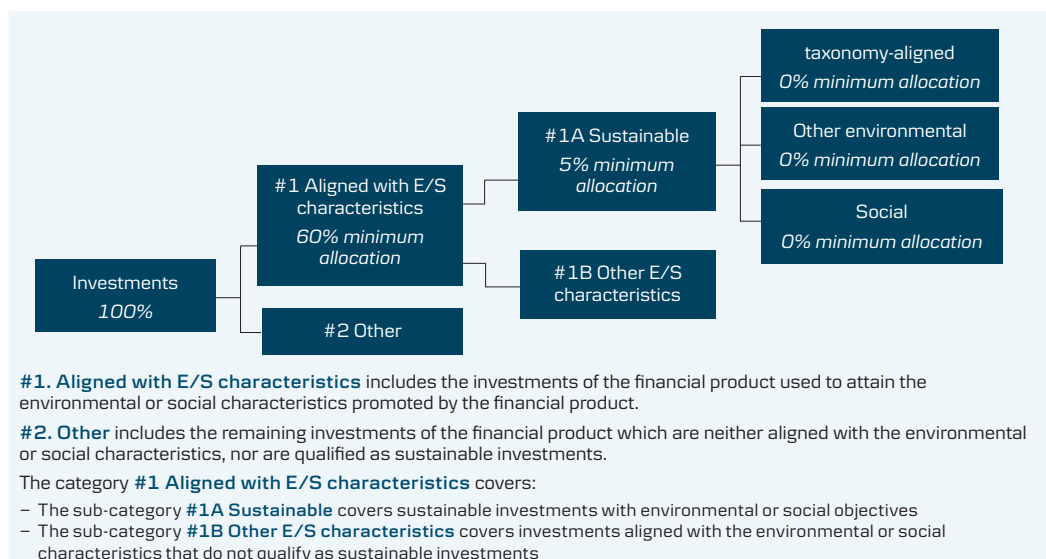 taxonomy-aligned
0% minimum allocation
Other environmental
0% minimum allocation
Social
0% minimum allocation
#1A Sustainable
5% minimum
allocation
#1 Aligned with E/S
characteristics
60% minimum
allocation
#1B Other E/S
characteristics
Investments
100%
#2 Other
#1. Aligned with E/S characteristics includes the investments of the financial product used to attain the
environmental or social characteristics promoted by the financial product.
#2. Other includes the remaining investments of the financial product which are neither aligned with the environmental
or social characteristics, nor are qualified as sustainable investments.
The category #1 Aligned with E/S characteristics covers:
– The sub-category #1A Sustainable covers sustainable investments with environmental or social objectives
– The sub-category #1B Other E/S characteristics covers investments aligned with the environmental or social
characteristics that do not qualify as sustainable investments